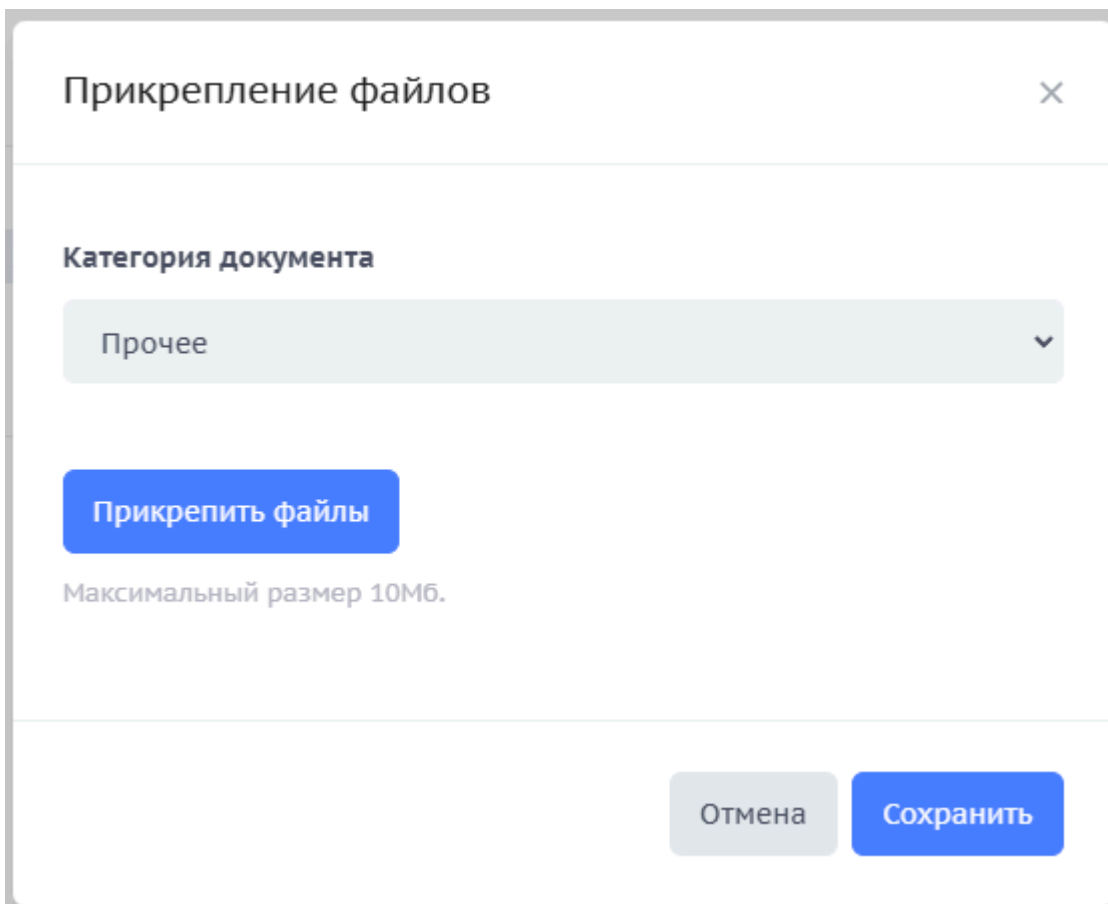 Прикрепление файлов
Категория документа
Прочее
Прикрепить файлы
Максимальный размер 10Мб.
Отмена
Сохранить